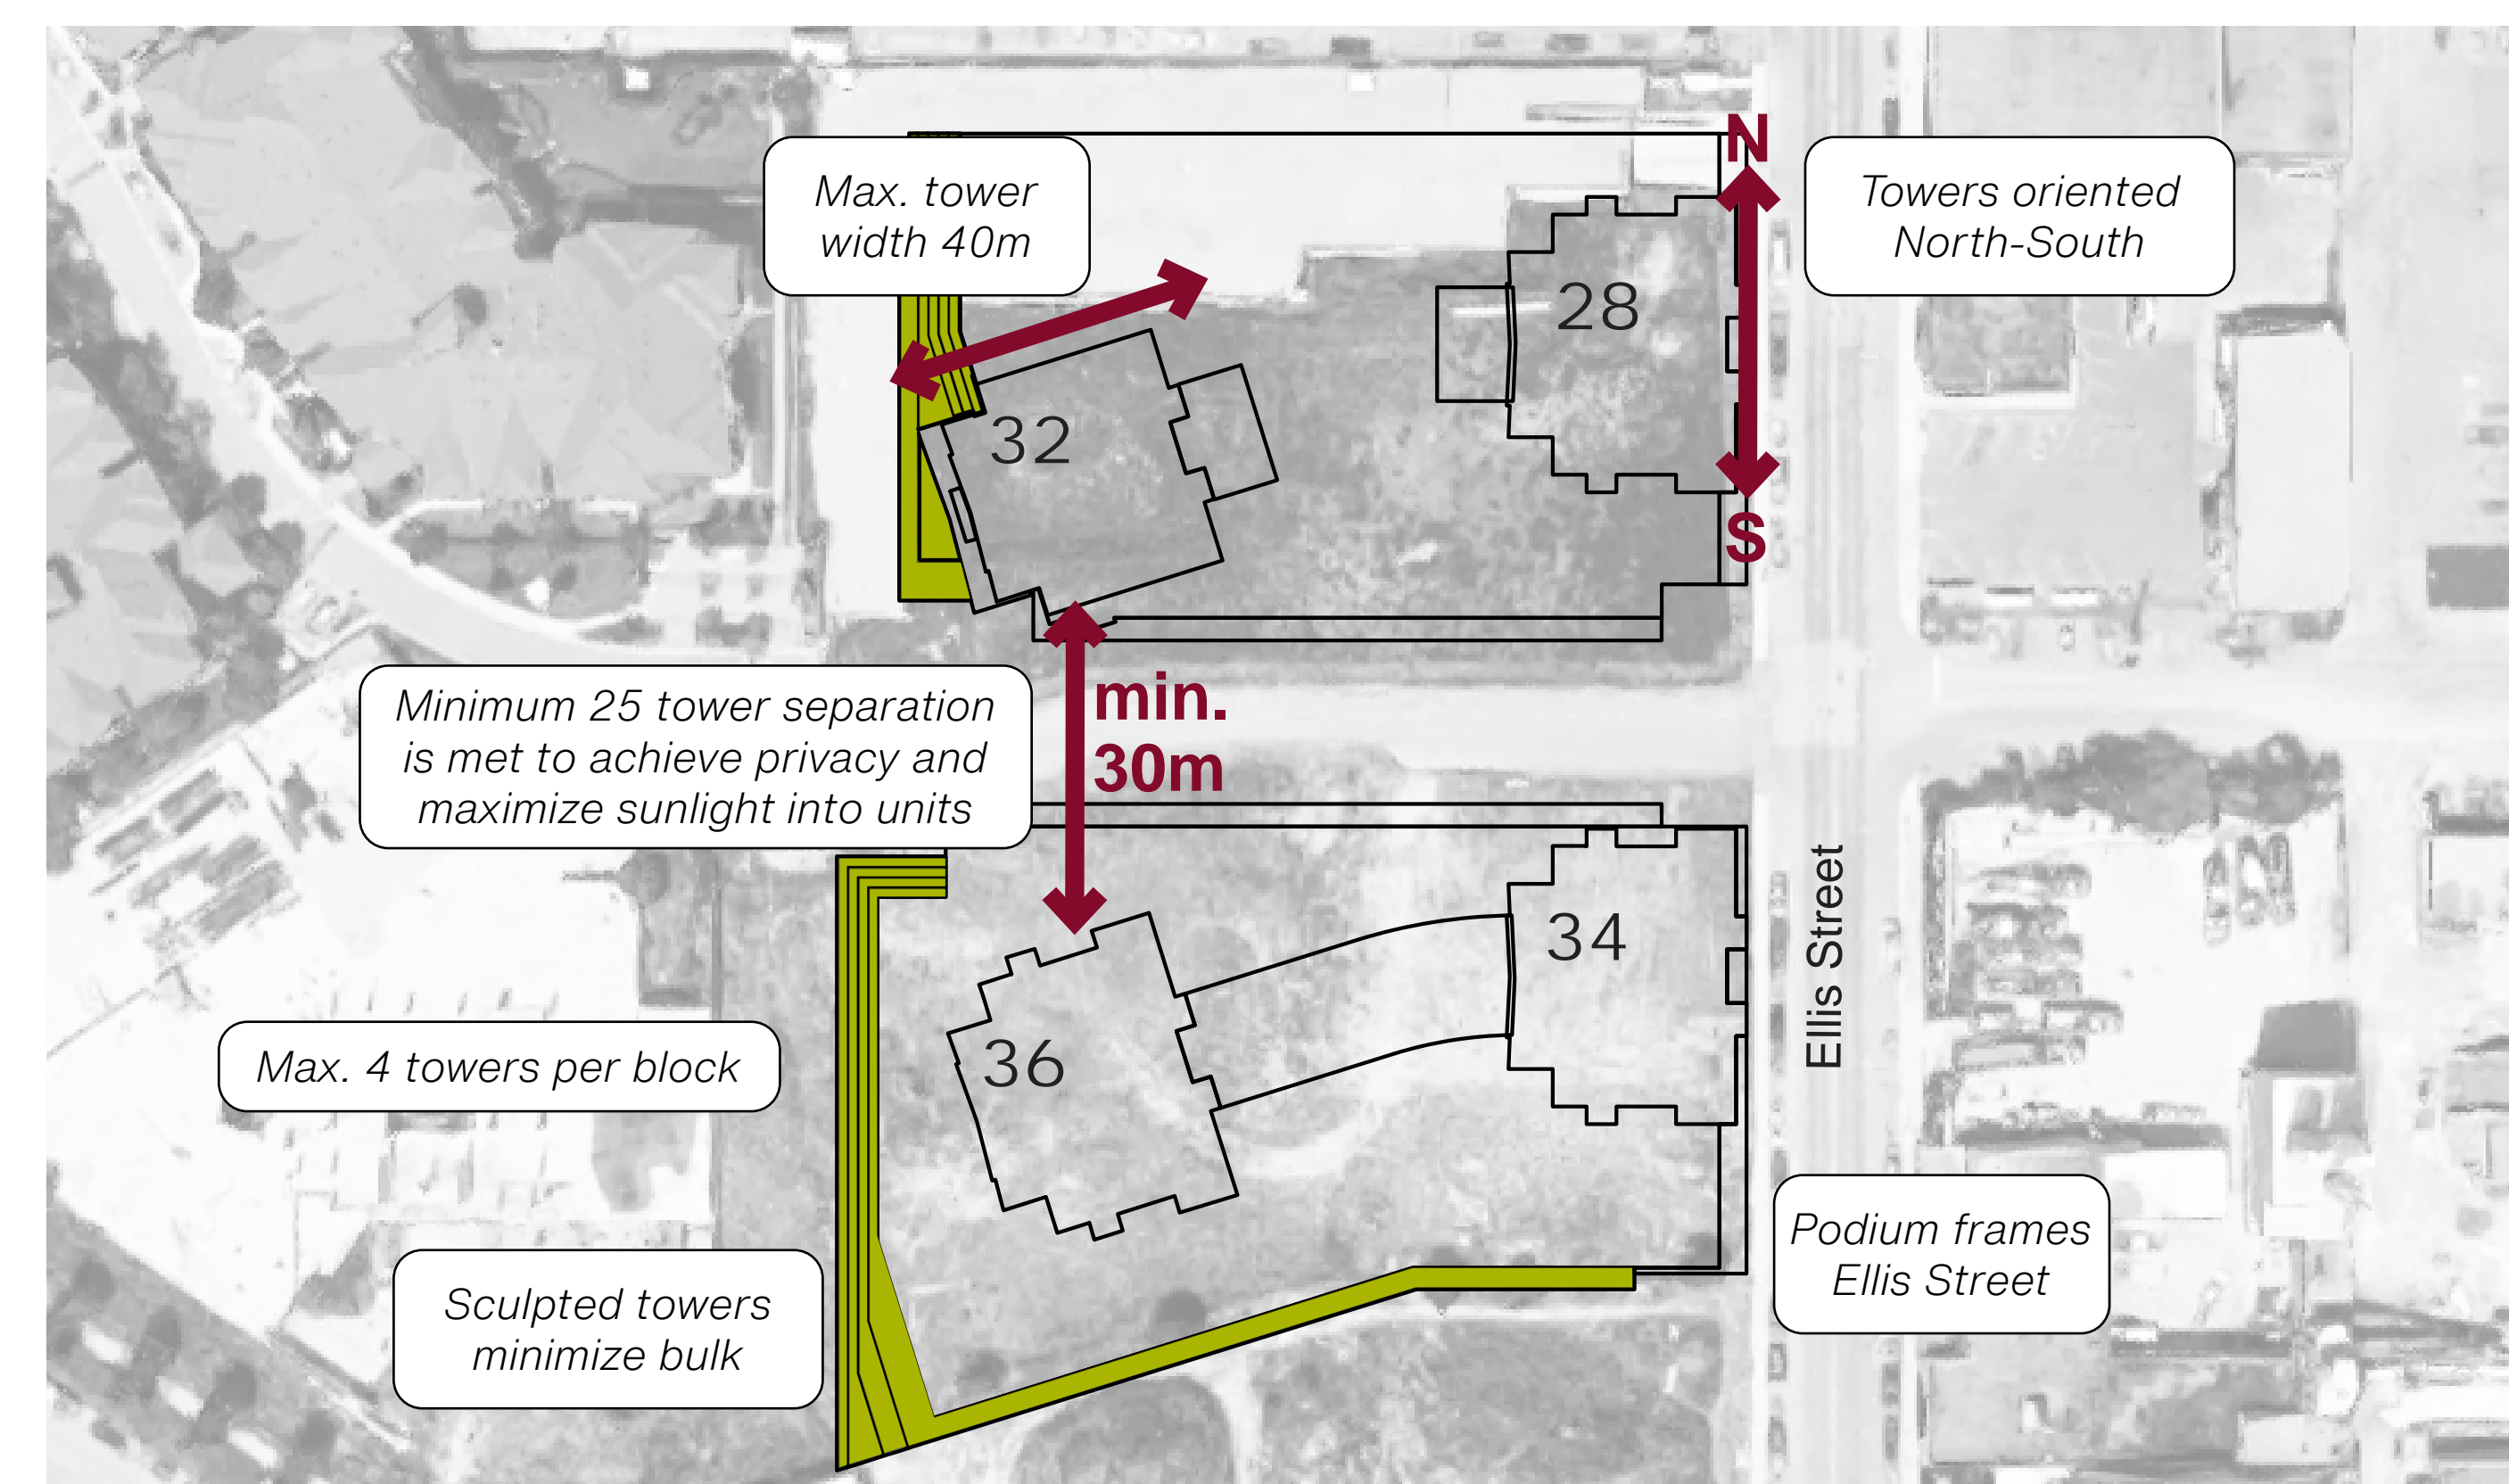 Max. tower
width 40m
N
Towers oriented
North-South
28
32
S
Minimum 25 tower separation
is met to achieve privacy and
maximize sunlight into units
min.
30m
Ellis Street
34
36
Max. 4 towers per block
Podium frames
Ellis Street
Sculpted towers
minimize bulk